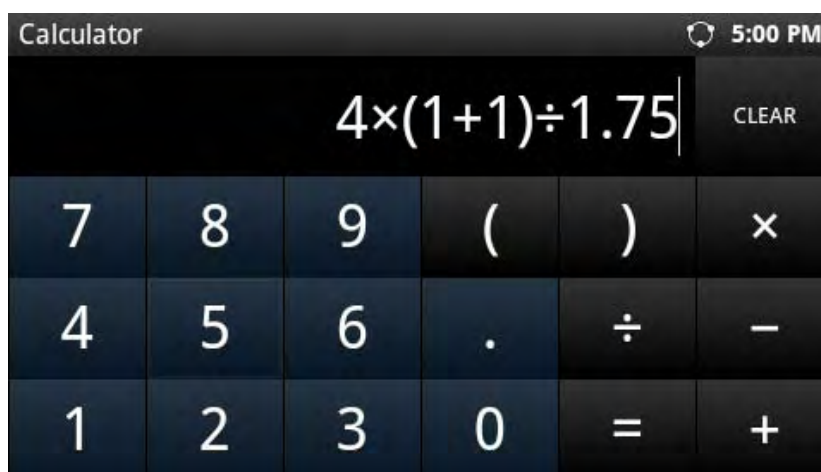 Calculator 5:00 PM
4×(1+1)÷1.75 CLEAR
7 8 9 ( ) ×
4 5 6 . ÷ −
1 2 3 0 = +